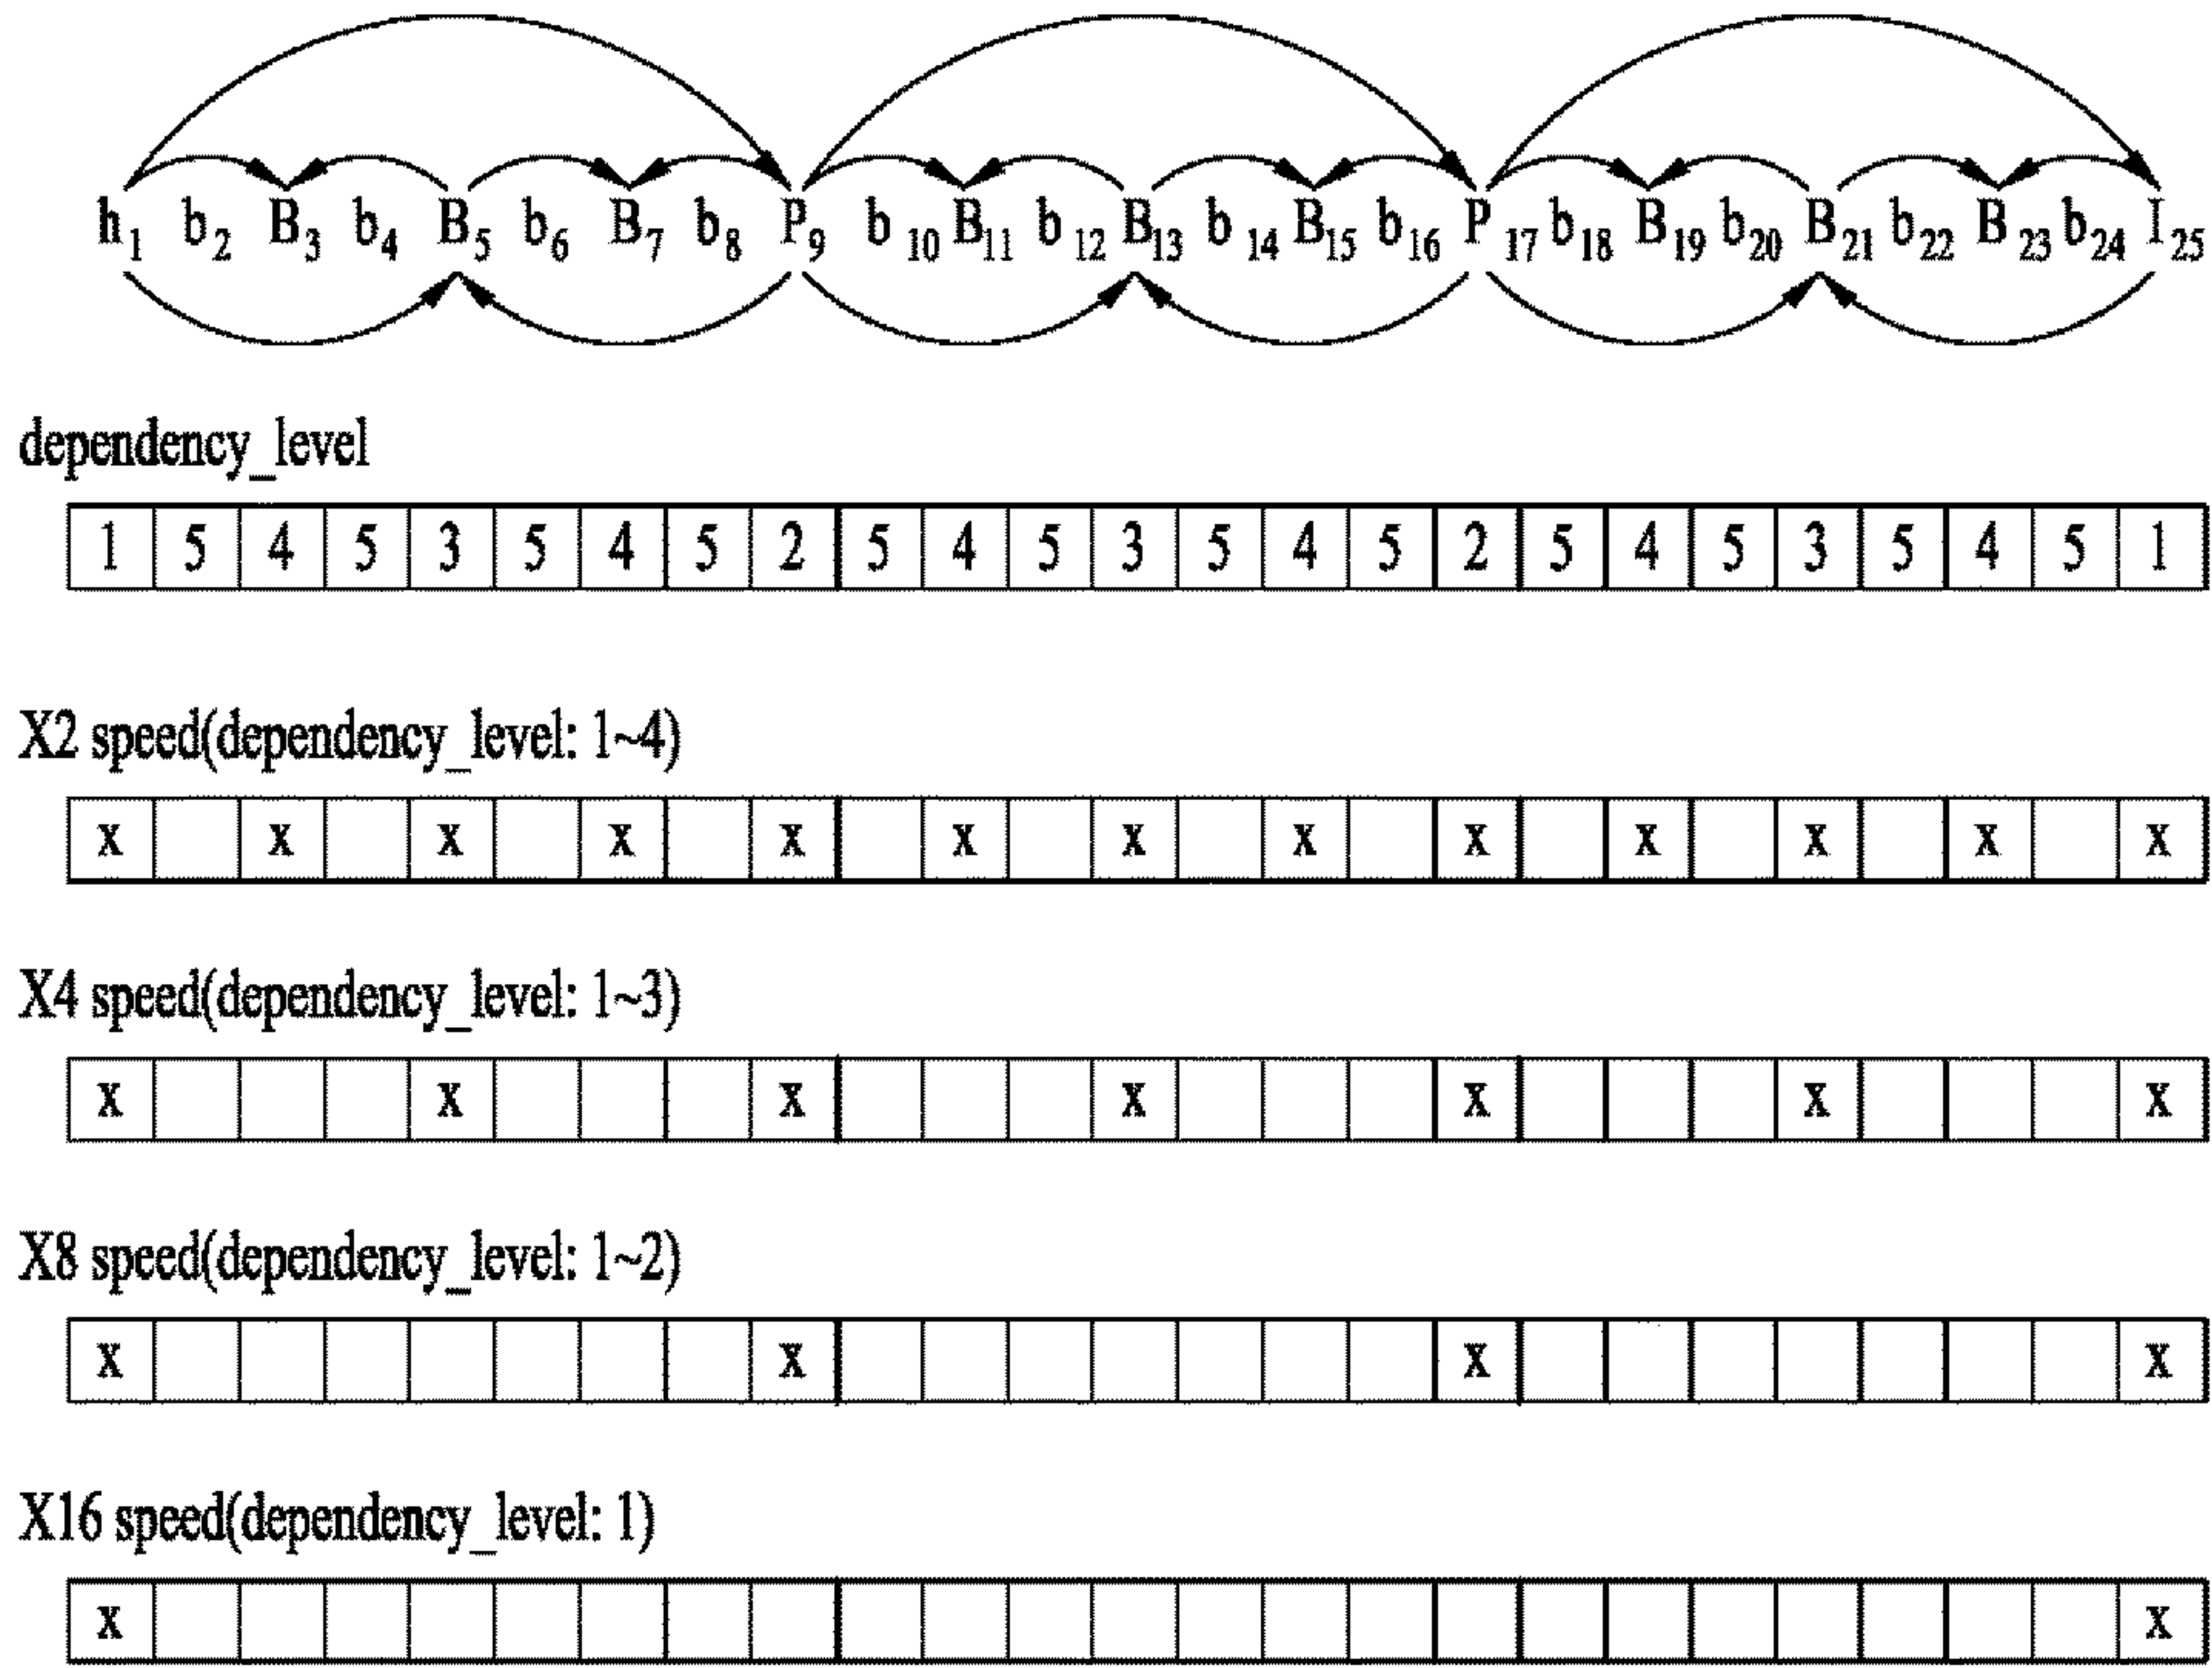 h1 b2 B3 b4 B5 b6 B7 b8 P9 b10 B11 b12 B13 b14 B15 b16 P17 b18 B19 b20 B21 b22 B23 b24 I25
dependency_level
1 5 4 5 3 5 4 5 2 5 4 5 3 5 4 5 2 5 4 5 3 5 4 5 1
X2 speed(dependency_level: 1~4)
x x x x x x x x x x x x x
X4 speed(dependency_level: 1~3)
x x x x x x x
X8 speed(dependency_level: 1~2)
x x x x
X16 speed(dependency_level: 1)
x x